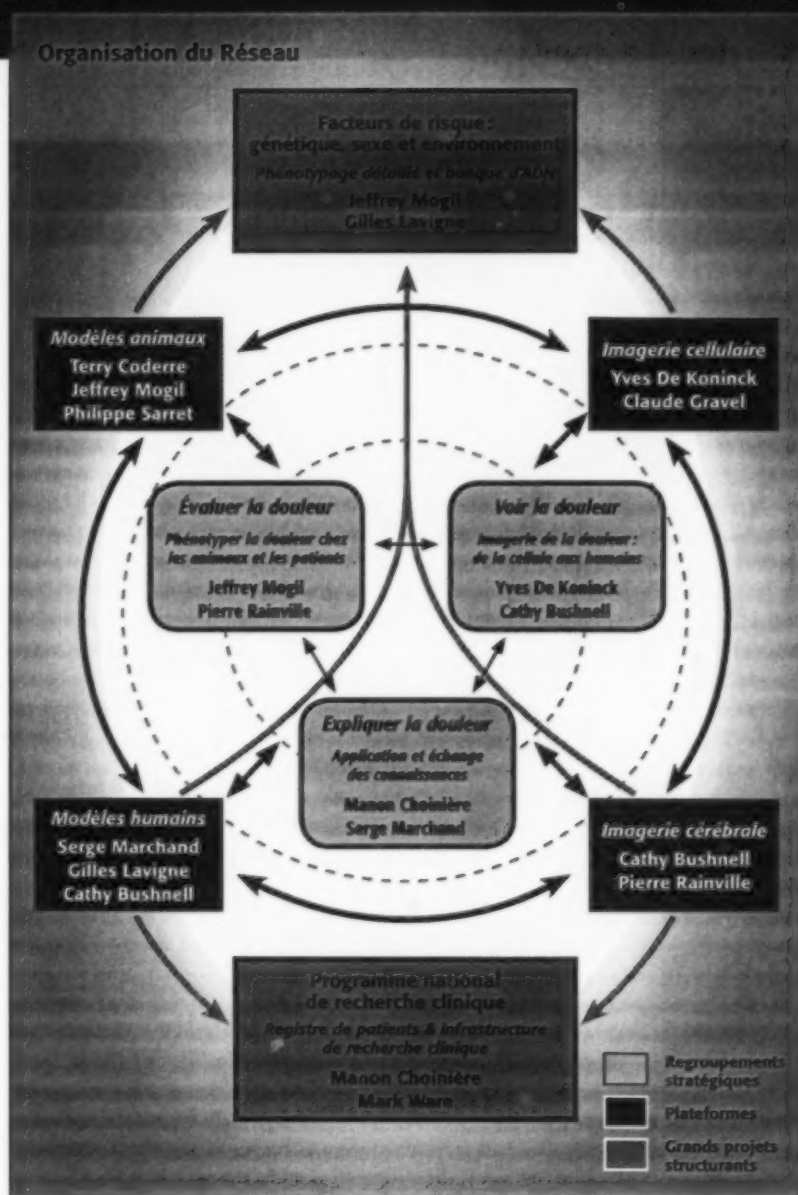 Organisation du Réseau
Facteurs de risque :
génétique, sexe et environnement
Phénotypage détaillé et banque d'ADN
Jeffrey Mogil
Gilles Lavigne
Modèles animaux
Terry Coderre
Jeffrey Mogil
Philippe Sarret
Imagerie cellulaire
Yves De Koninck
Claude Gravel
Évaluer la douleur
Phénotyper la douleur chez
les animaux et les patients
Jeffrey Mogil
Pierre Rainville
Voir la douleur
Imagerie de la douleur :
de la cellule aux humains
Yves De Koninck
Cathy Bushnell
Expliquer la douleur
Application et échange
des connaissances
Manon Choinière
Serge Marchand
Modèles humains
Serge Marchand
Gilles Lavigne
Cathy Bushnell
Imagerie cérébrale
Cathy Bushnell
Pierre Rainville
Programme national
de recherche clinique
Registre de patients & infrastructure
de recherche clinique
Manon Choinière
Mark Ware
Regroupements
stratégiques
Plateformes
Grands projets
structurants